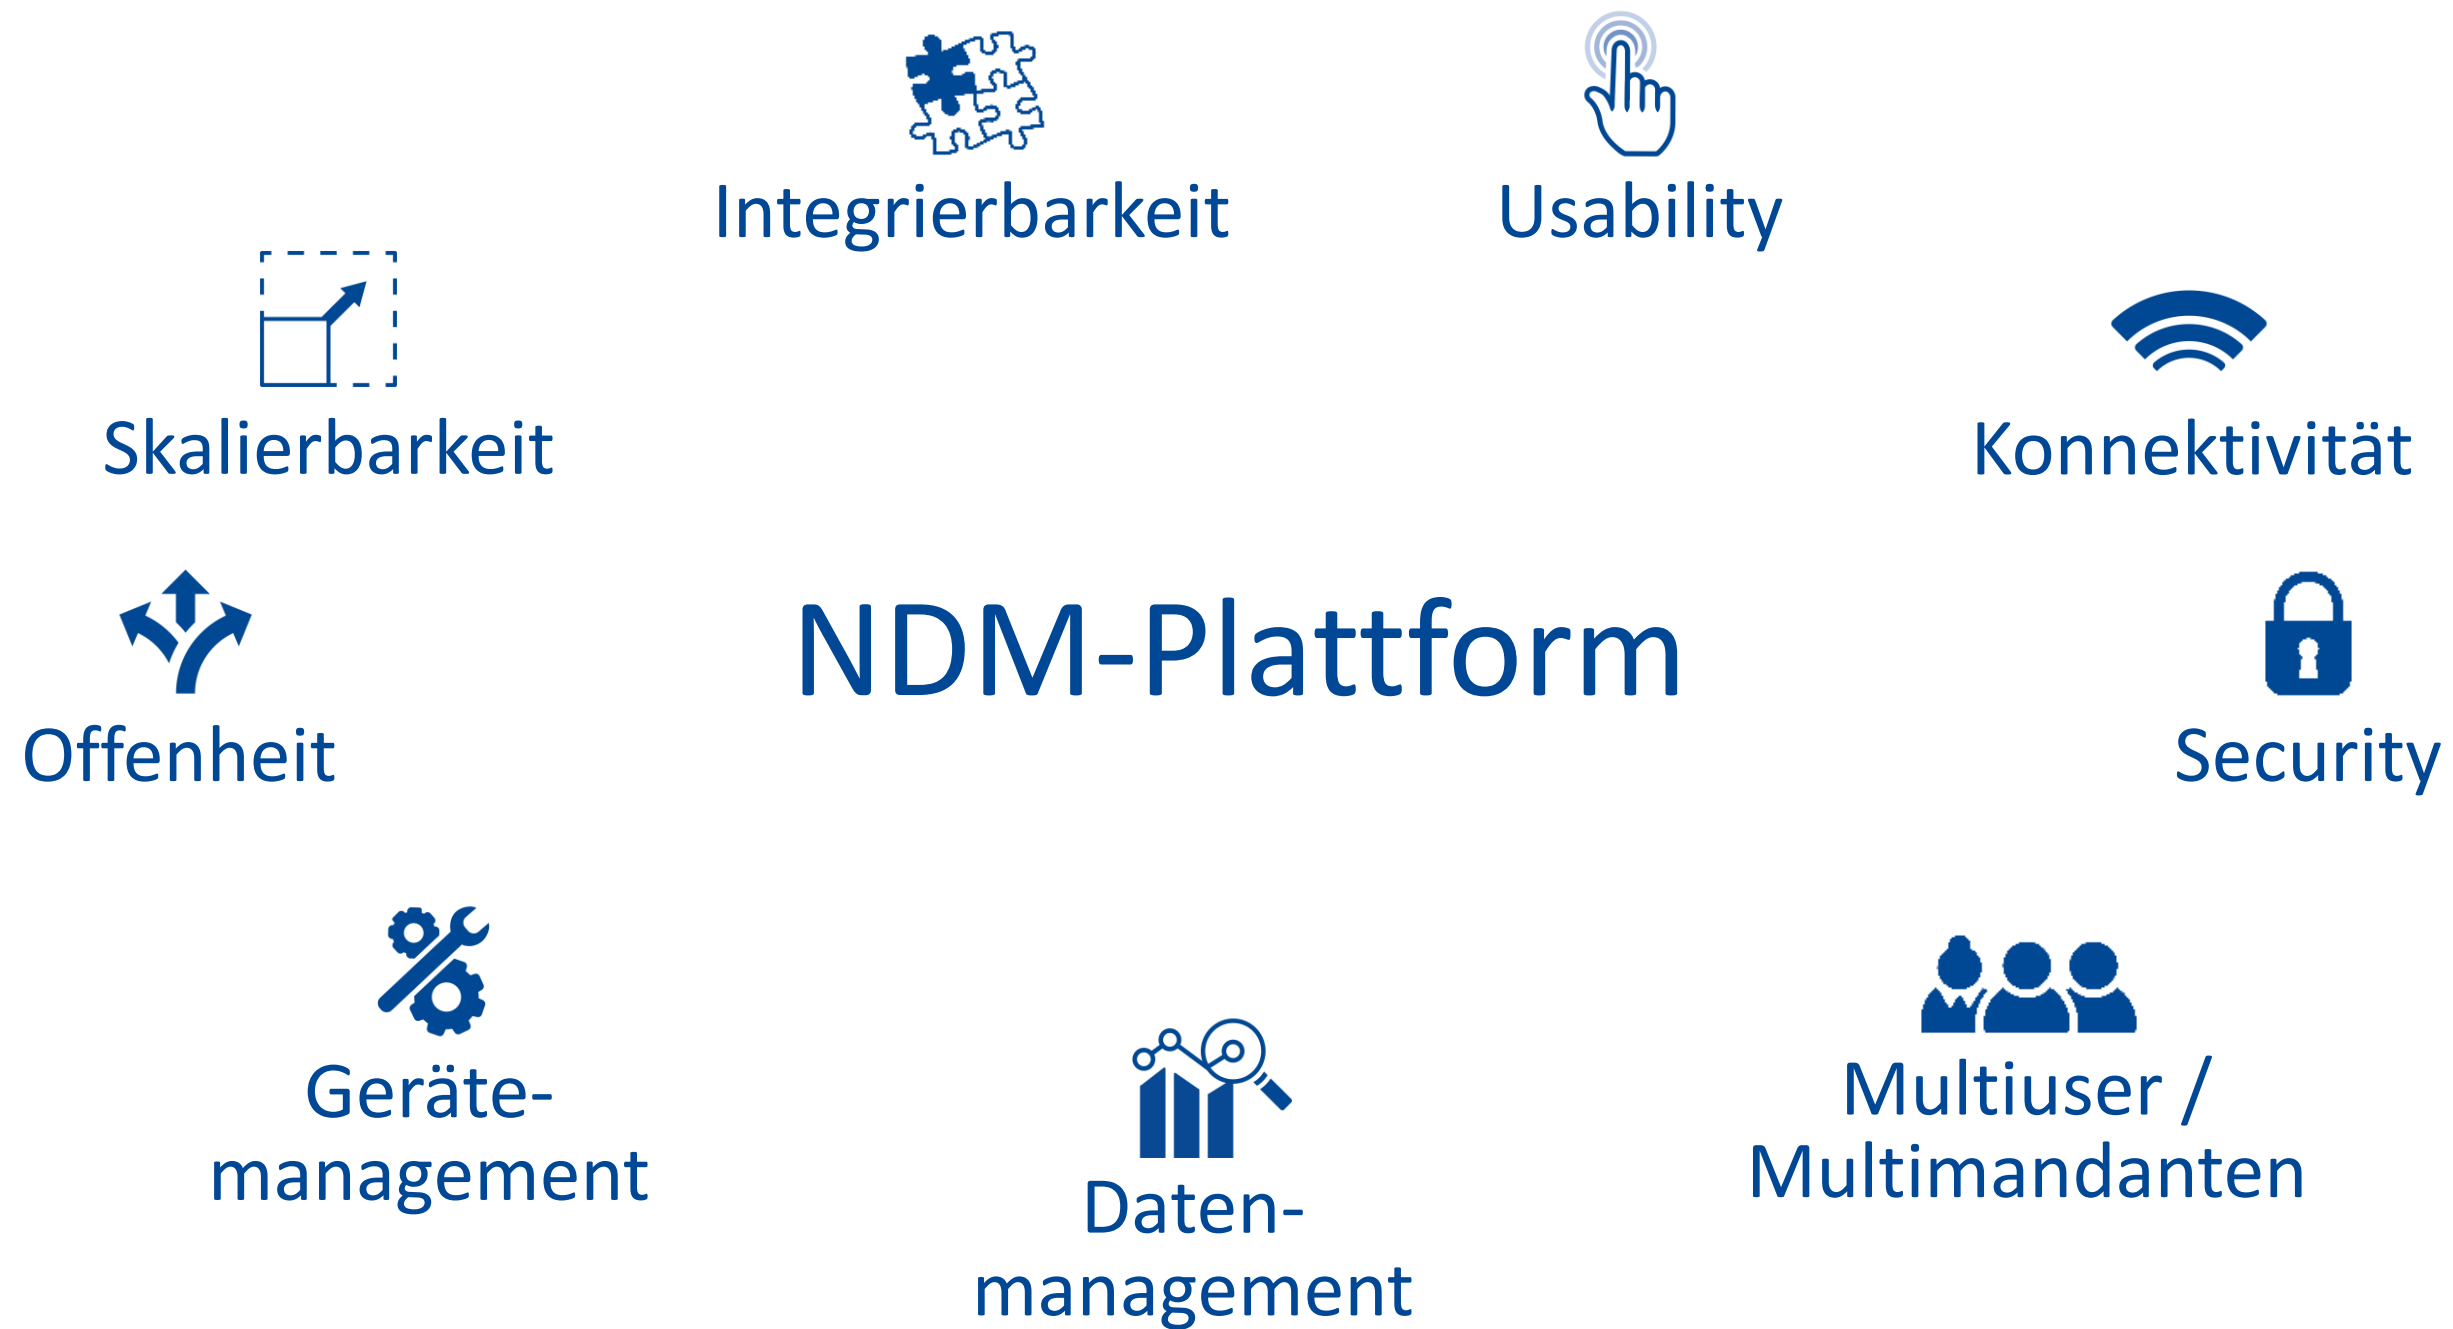 Integrierbarkeit
Usability
Skalierbarkeit
Konnektivität
NDM-Plattform
Offenheit
Security
Geräte-
management
Multiuser /
Multimandanten
Daten-
management